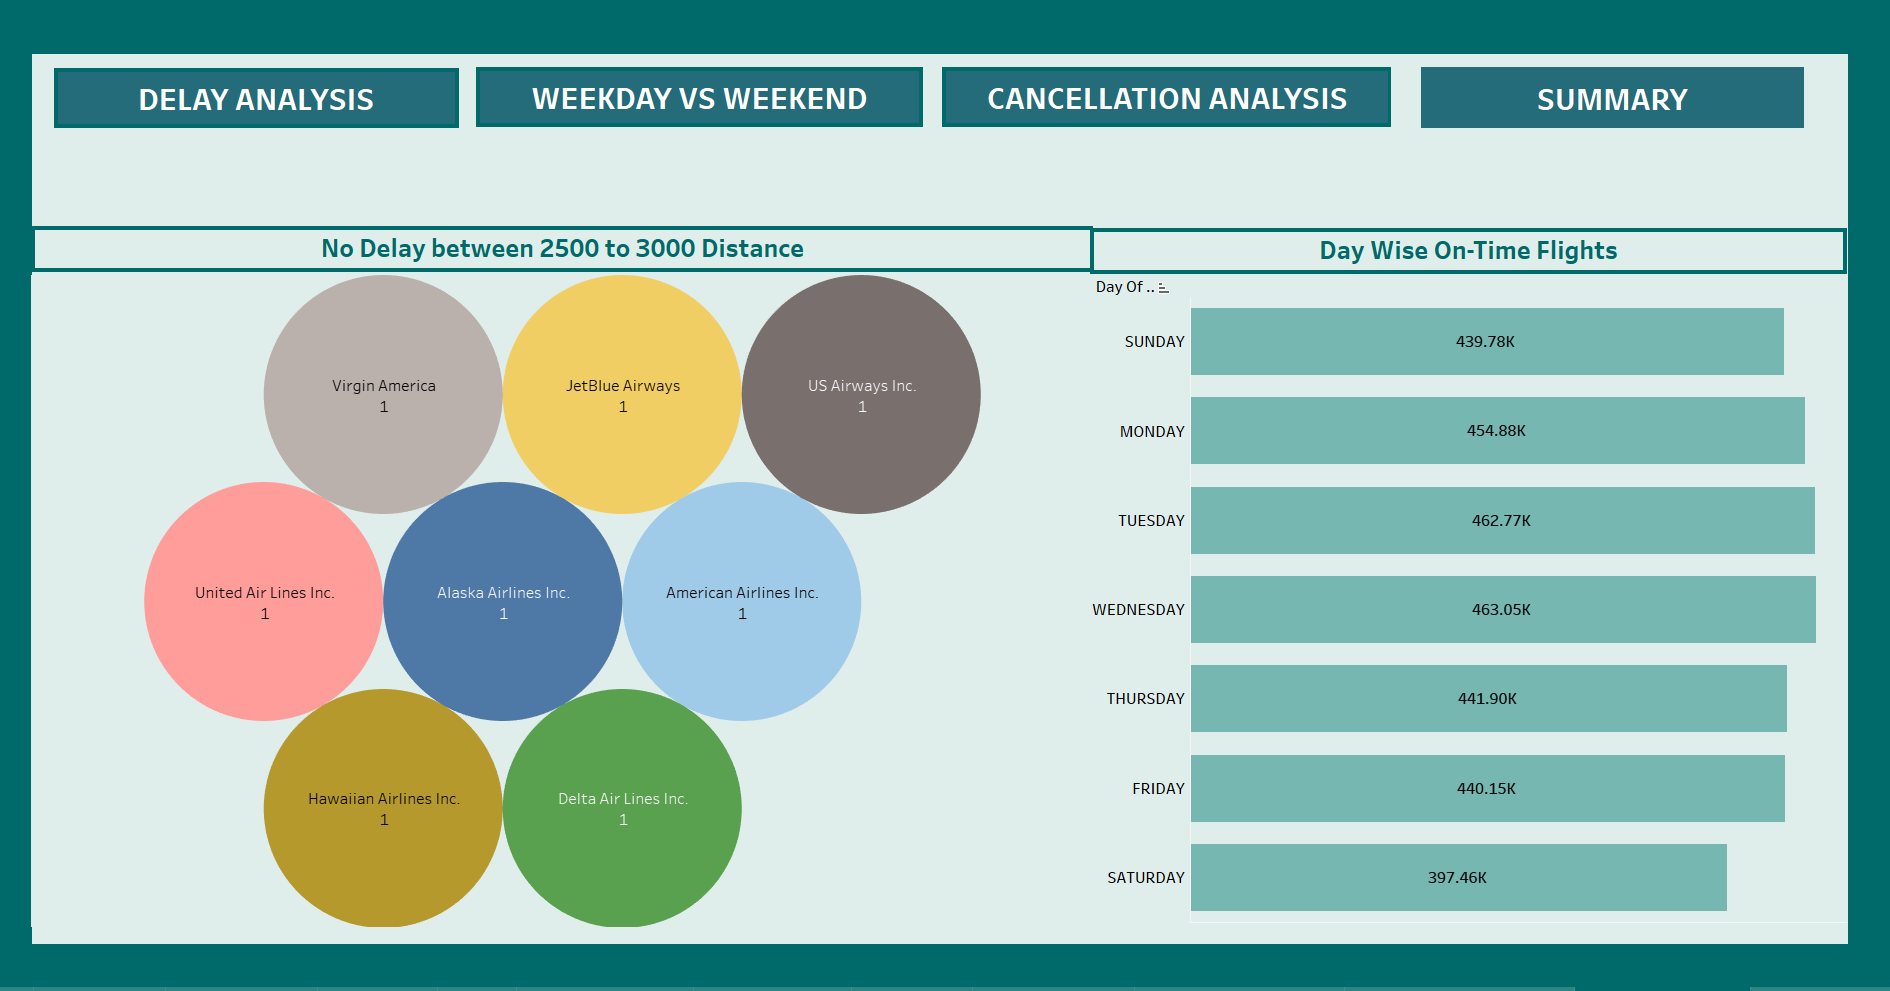 DELAY ANALYSIS
WEEKDAY VS WEEKEND
CANCELLATION ANALYSIS
SUMMARY
No Delay between 2500 to 3000 Distance
Virgin America
1
JetBlue Airways
1
US Airways Inc.
1
United Air Lines Inc.
1
Alaska Airlines Inc.
1
American Airlines Inc.
1
Hawaiian Airlines Inc.
1
Delta Air Lines Inc.
1
Day Wise On-Time Flights
Day Of ..
SUNDAY 439.78K
MONDAY 454.88K
TUESDAY 462.77K
WEDNESDAY 463.05K
THURSDAY 441.90K
FRIDAY 440.15K
SATURDAY 397.46K